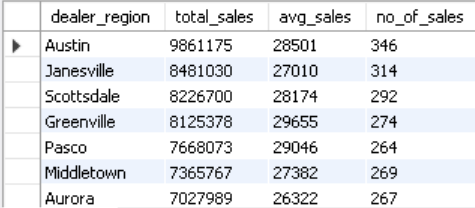 dealer_region total_sales avg_sales no_of_sales
Austin 9861175 28501 346
Janesville 8481030 27010 314
Scottsdale 8226700 28174 292
Greenville 8125378 29655 274
Pasco 7668073 29046 264
Middletown 7365767 27382 269
Aurora 7027989 26322 267